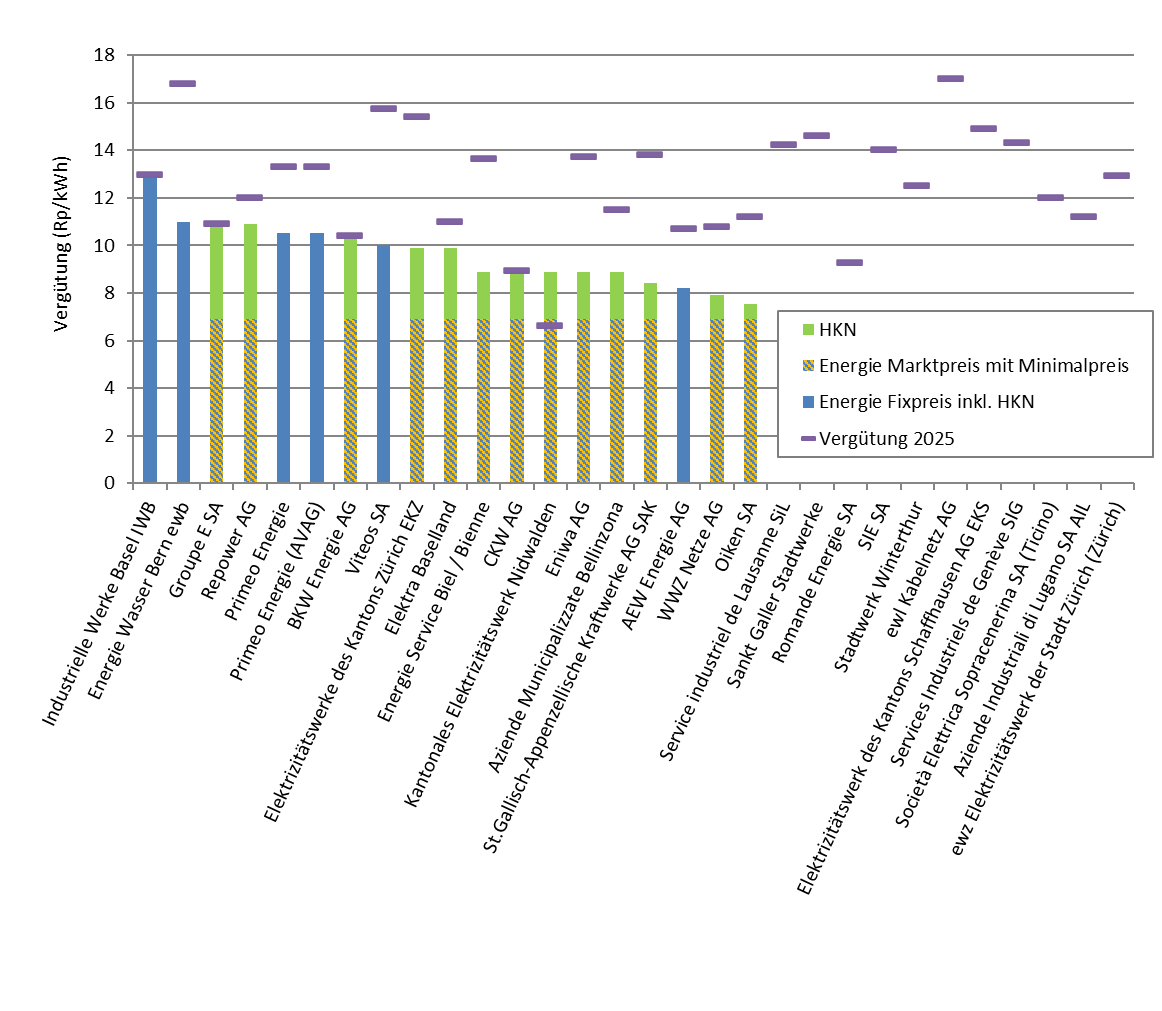 18
16
14
12
10
8
6
4
2
0
Vergütung (Rp/kWh)
HKN
Energie Marktpreis mit Minimalpreis
Energie Fixpreis inkl. HKN
Vergütung 2025
Industrielle Werke Basel IWB
Energie Wasser Bern ewb
Groupe E SA
Repower AG
Primeo Energie
Primeo Energie (AVAG)
BKW Energie AG
Viteos SA
Elektrizitätswerke des Kantons Zürich EKZ
Elektra Baselland
Energie Service Biel / Bienne
CKW AG
Kantonales Elektrizitätswerk Nidwalden
Eniwa AG
Aziende Municipalizzate Bellinzona
St.Gallisch-Appenzellische Kraftwerke AG SAK
AEW Energie AG
WWZ Netze AG
Oiken SA
Service industriel de Lausanne SiL
Sankt Galler Stadtwerke
Romande Energie SA
SIE SA
Stadtwerk Winterthur
ewl Kabelnetz AG
Elektrizitätswerk des Kantons Schaffhausen AG EKS
Services Industriels de Genève SIG
Società Elettrica Sopracenerina SA (Ticino)
Aziende Industriali di Lugano SA AIL
ewz Elektrizitätswerk der Stadt Zürich (Zürich)